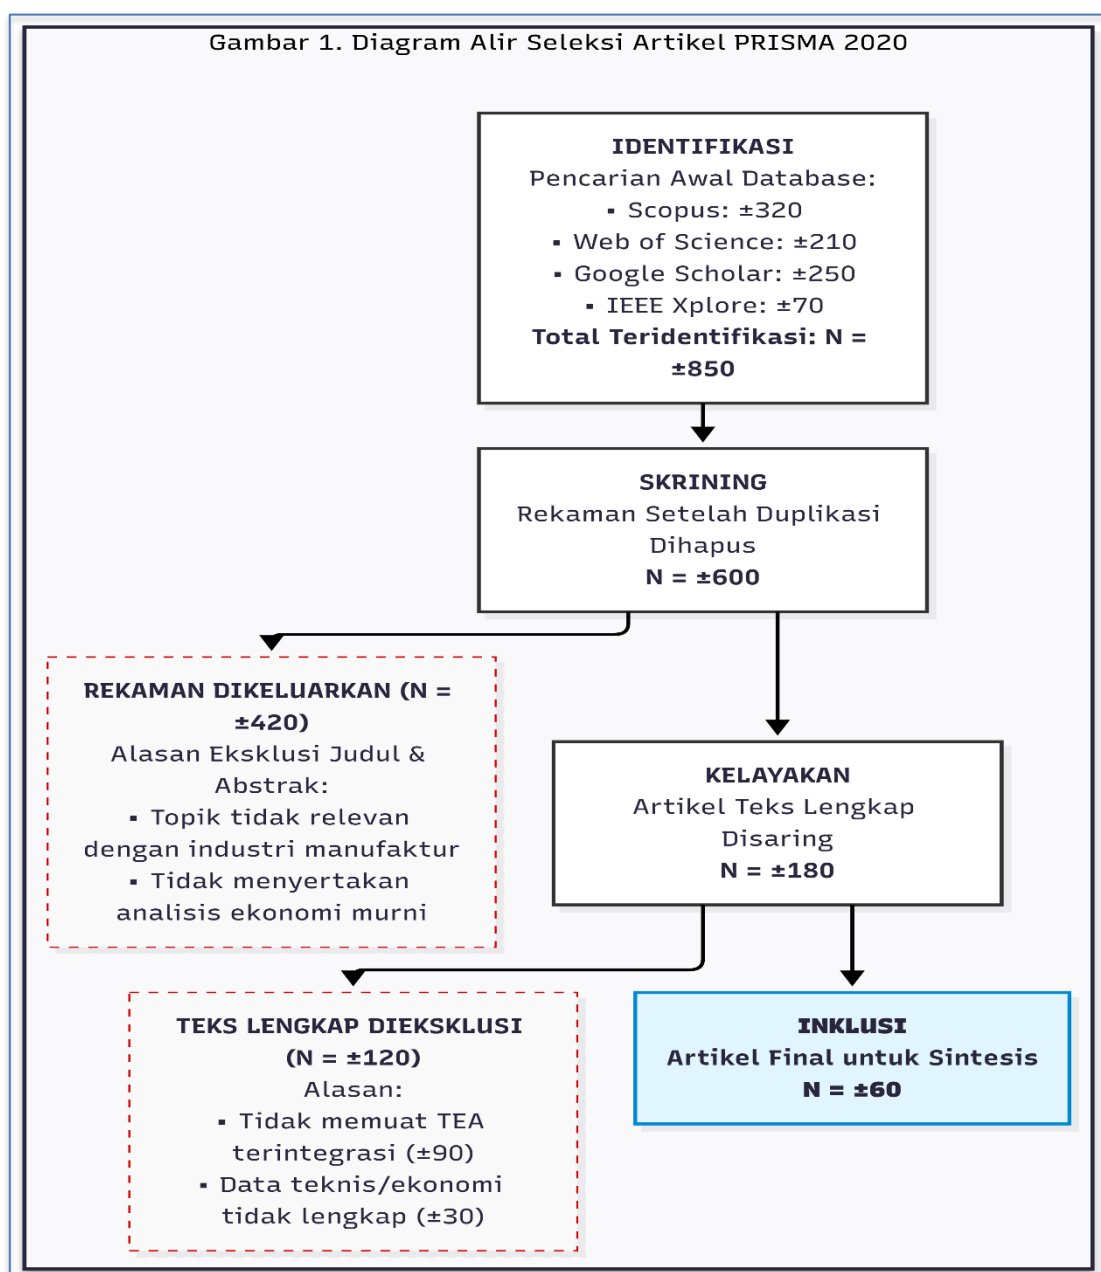 Gambar 1. Diagram Alir Seleksi Artikel PRISMA 2020
IDENTIFIKASI
Pencarian Awal Database:
▪ Scopus: ±320
▪ Web of Science: ±210
▪ Google Scholar: ±250
▪ IEEE Xplore: ±70
Total Teridentifikasi: N =
±850
SKRINING
Rekaman Setelah Duplikasi
Dihapus
N = ±600
REKAMAN DIKELUARKAN (N =
±420)
Alasan Eksklusi Judul &
Abstrak:
▪ Topik tidak relevan
dengan industri manufaktur
▪ Tidak menyertakan
analisis ekonomi murni
KELAYAKAN
Artikel Teks Lengkap
Disaring
N = ±180
TEKS LENGKAP DIEKSKLUSI
(N = ±120)
Alasan:
▪ Tidak memuat TEA
terintegrasi (±90)
▪ Data teknis/ekonomi
tidak lengkap (±30)
INKLUSI
Artikel Final untuk Sintesis
N = ±60